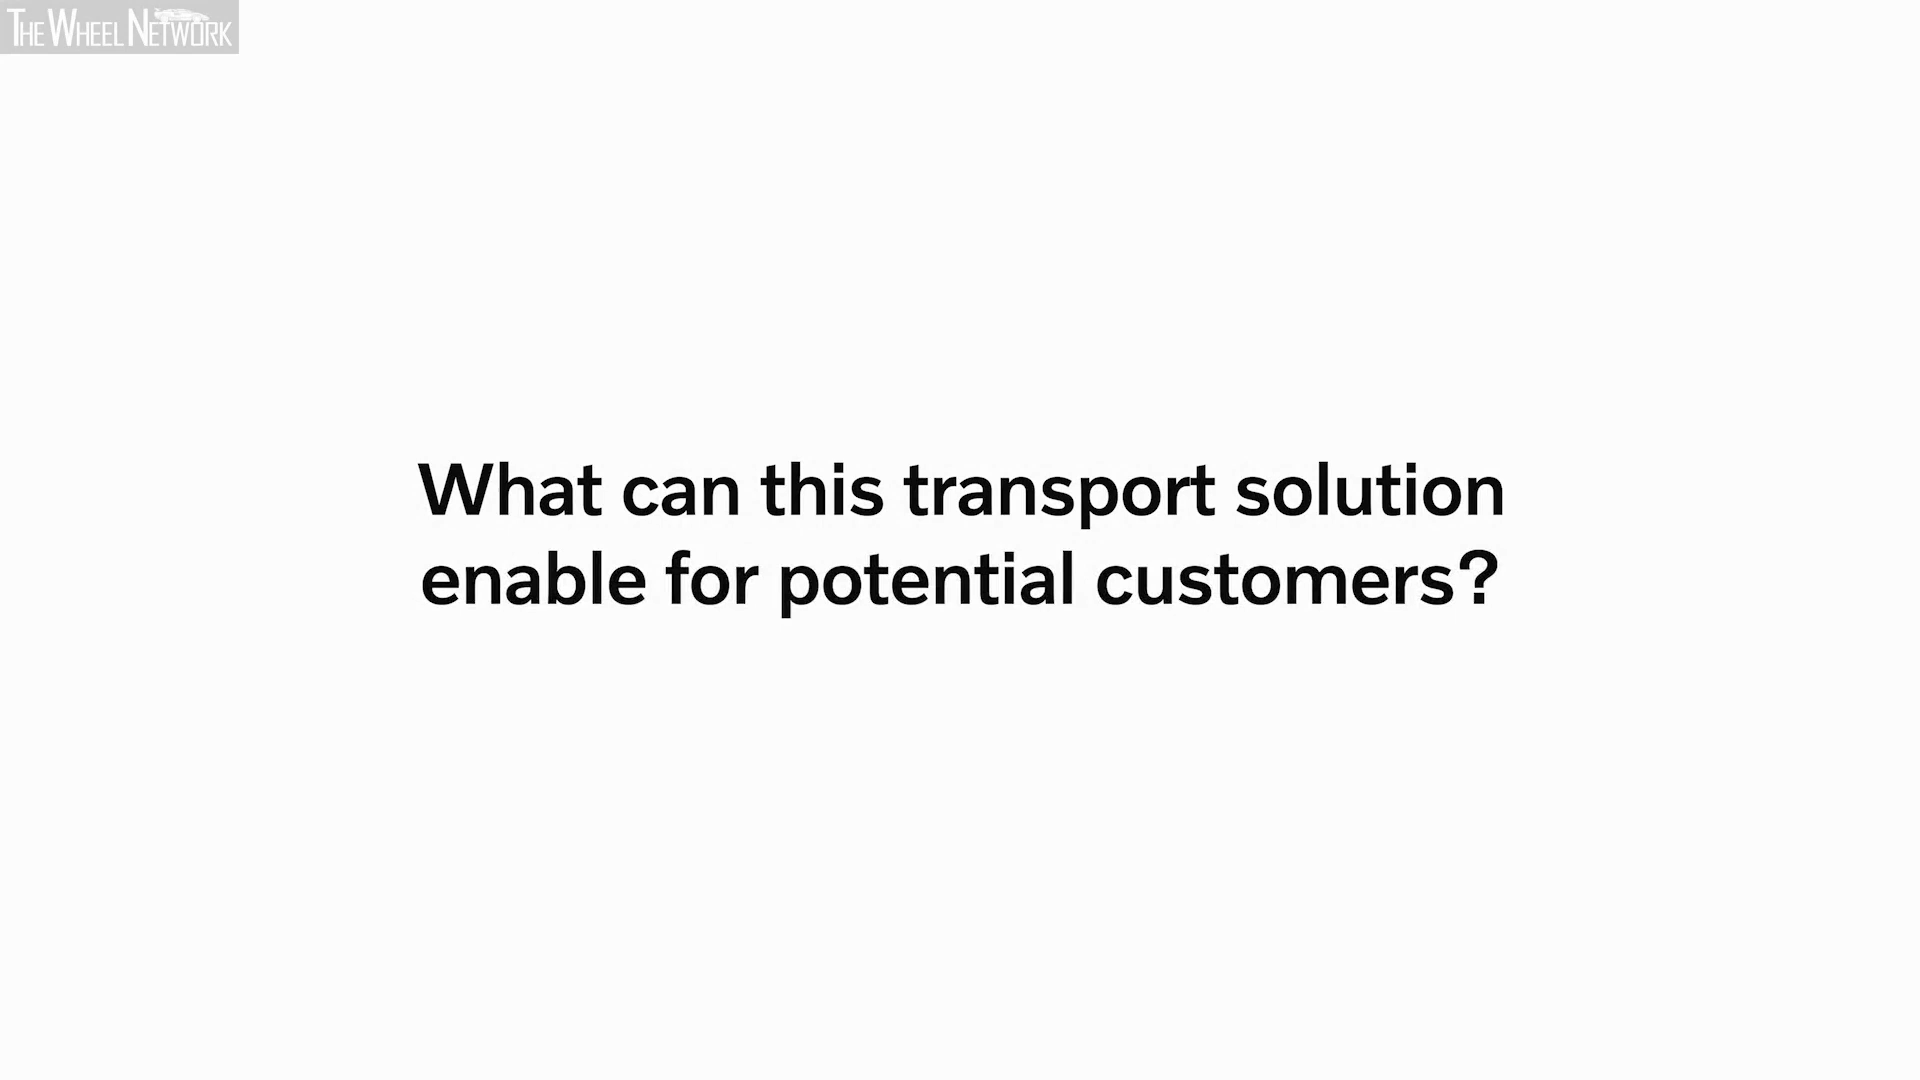 THE WHEEL NETWORK
What can this transport solution
enable for potential customers?